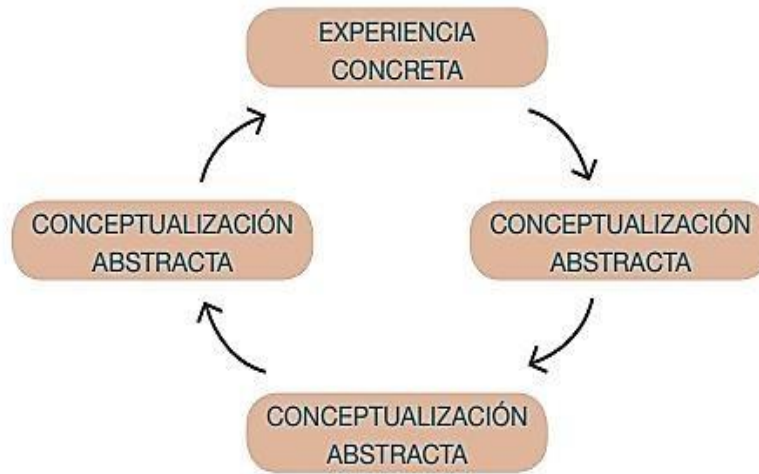 EXPERIENCIA
CONCRETA
CONCEPTUALIZACIÓN
ABSTRACTA
CONCEPTUALIZACIÓN
ABSTRACTA
CONCEPTUALIZACIÓN
ABSTRACTA